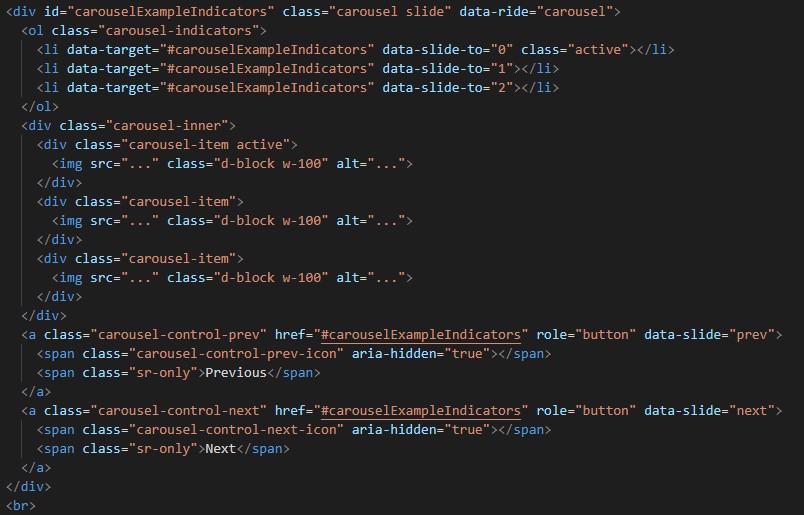 <div id="carouselExampleIndicators" class="carousel slide" data-ride="carousel">
  <ol class="carousel-indicators">
    <li data-target="#carouselExampleIndicators" data-slide-to="0" class="active"></li>
    <li data-target="#carouselExampleIndicators" data-slide-to="1"></li>
    <li data-target="#carouselExampleIndicators" data-slide-to="2"></li>
  </ol>
  <div class="carousel-inner">
    <div class="carousel-item active">
      <img src="..." class="d-block w-100" alt="...">
    </div>
    <div class="carousel-item">
      <img src="..." class="d-block w-100" alt="...">
    </div>
    <div class="carousel-item">
      <img src="..." class="d-block w-100" alt="...">
    </div>
  </div>
  <a class="carousel-control-prev" href="#carouselExampleIndicators" role="button" data-slide="prev">
    <span class="carousel-control-prev-icon" aria-hidden="true"></span>
    <span class="sr-only">Previous</span>
  </a>
  <a class="carousel-control-next" href="#carouselExampleIndicators" role="button" data-slide="next">
    <span class="carousel-control-next-icon" aria-hidden="true"></span>
    <span class="sr-only">Next</span>
  </a>
</div>
<br>